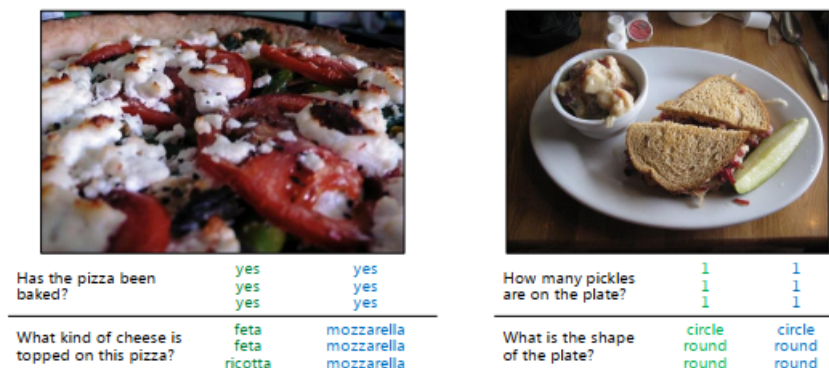 Has the pizza been
baked?
yes yes
yes yes
yes yes
What kind of cheese is
topped on this pizza?
feta mozzarella
feta mozzarella
ricotta mozzarella
How many pickles
are on the plate?
1 1
1 1
1 1
What is the shape
of the plate?
circle circle
round round
round round